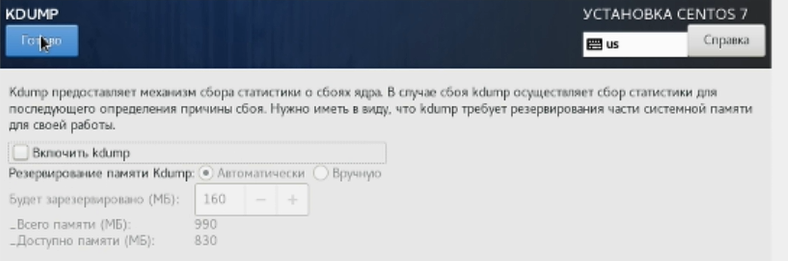 KDUMP
УСТАНОВКА CENTOS 7
Готово
us
Справка
Kdump предоставляет механизм сбора статистики о сбоях ядра. В случае сбоя kdump осуществляет сбор статистики для
последующего определения причины сбоя. Нужно иметь в виду, что kdump требует резервирования части системной памяти
для своей работы.
Включить kdump
Резервирование памяти Kdump: Автоматически Вручную
Будет зарезервировано (МБ): 160 − +
_Всего памяти (МБ): 990
_Доступно памяти (МБ): 830